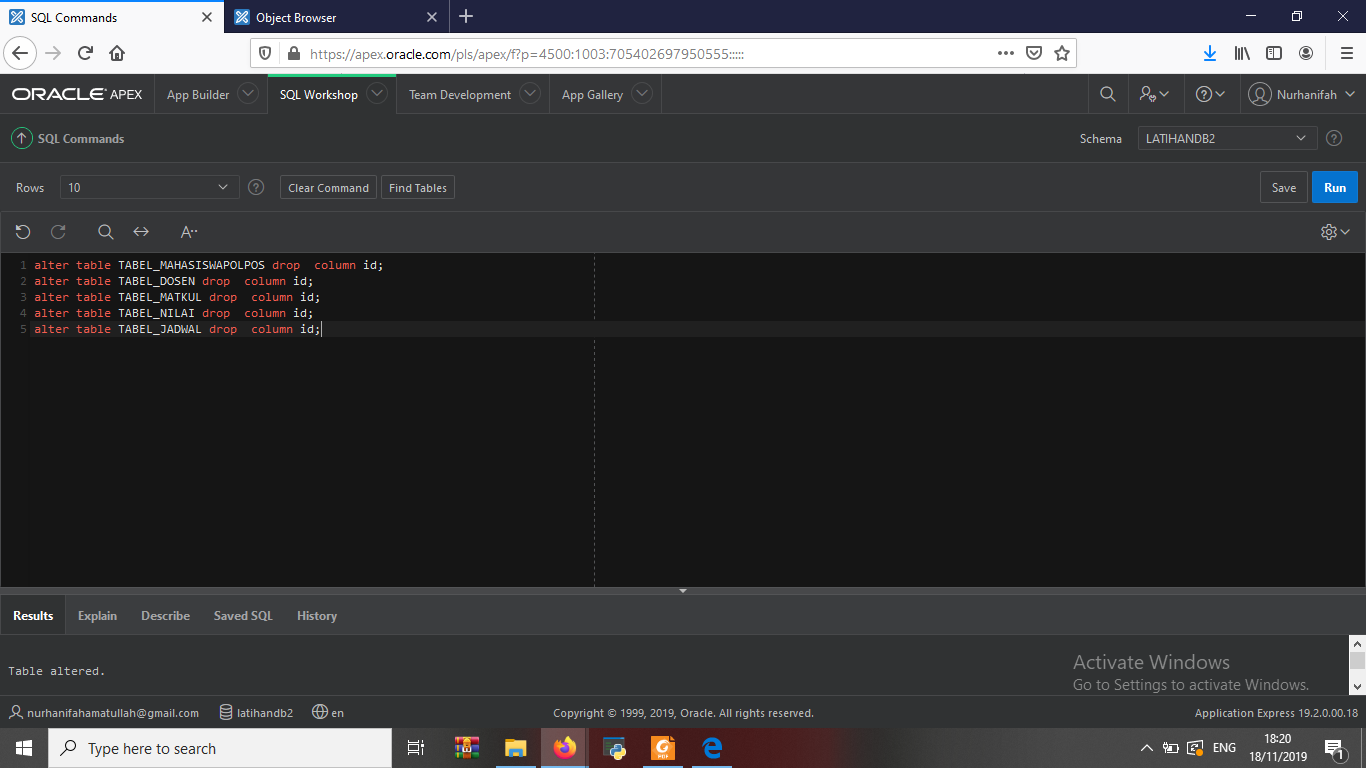 SQL Commands
Object Browser
https://apex.oracle.com/pls/apex/f?p=4500:1003:705402697950555:::::
ORACLE APEX
App Builder
SQL Workshop
Team Development
App Gallery
Nurhanifah
SQL Commands
Schema
LATIHANDB2
Rows
10
Clear Command
Find Tables
Save
Run
A
1 alter table TABEL_MAHASISWAPOLPOS drop  column id;
2 alter table TABEL_DOSEN drop  column id;
3 alter table TABEL_MATKUL drop  column id;
4 alter table TABEL_NILAI drop  column id;
5 alter table TABEL_JADWAL drop  column id;
Results
Explain
Describe
Saved SQL
History
Table altered.
Activate Windows
Go to Settings to activate Windows.
nurhanifahamatullah@gmail.com
latihandb2
en
Copyright © 1999, 2019, Oracle. All rights reserved.
Application Express 19.2.0.00.18
Type here to search
PDF
ENG
18:20
18/11/2019
1